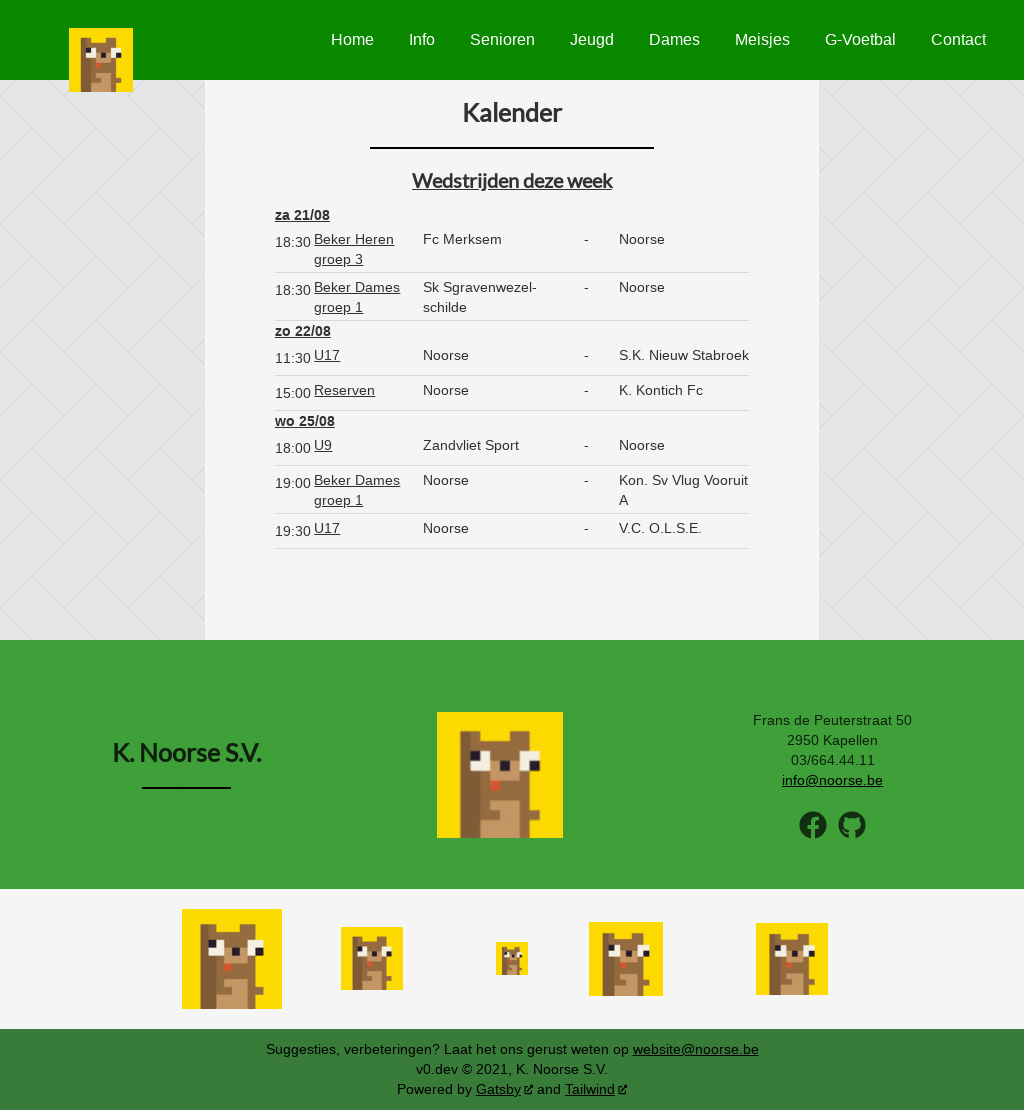 Home Info Senioren Jeugd Dames Meisjes G-Voetbal Contact
Kalender
Wedstrijden deze week
za 21/08
18:30 Beker Heren Fc Merksem - Noorse
groep 3
18:30 Beker Dames Sk Sgravenwezel- - Noorse
groep 1 schilde
zo 22/08
11:30 U17 Noorse - S.K. Nieuw Stabroek
15:00 Reserven Noorse - K. Kontich Fc
wo 25/08
18:00 U9 Zandvliet Sport - Noorse
19:00 Beker Dames Noorse - Kon. Sv Vlug Vooruit
groep 1 A
19:30 U17 Noorse - V.C. O.L.S.E.
K. Noorse S.V.
Frans de Peuterstraat 50
2950 Kapellen
03/664.44.11
info@noorse.be
Suggesties, verbeteringen? Laat het ons gerust weten op website@noorse.be
v0.dev © 2021, K. Noorse S.V.
Powered by Gatsby and Tailwind